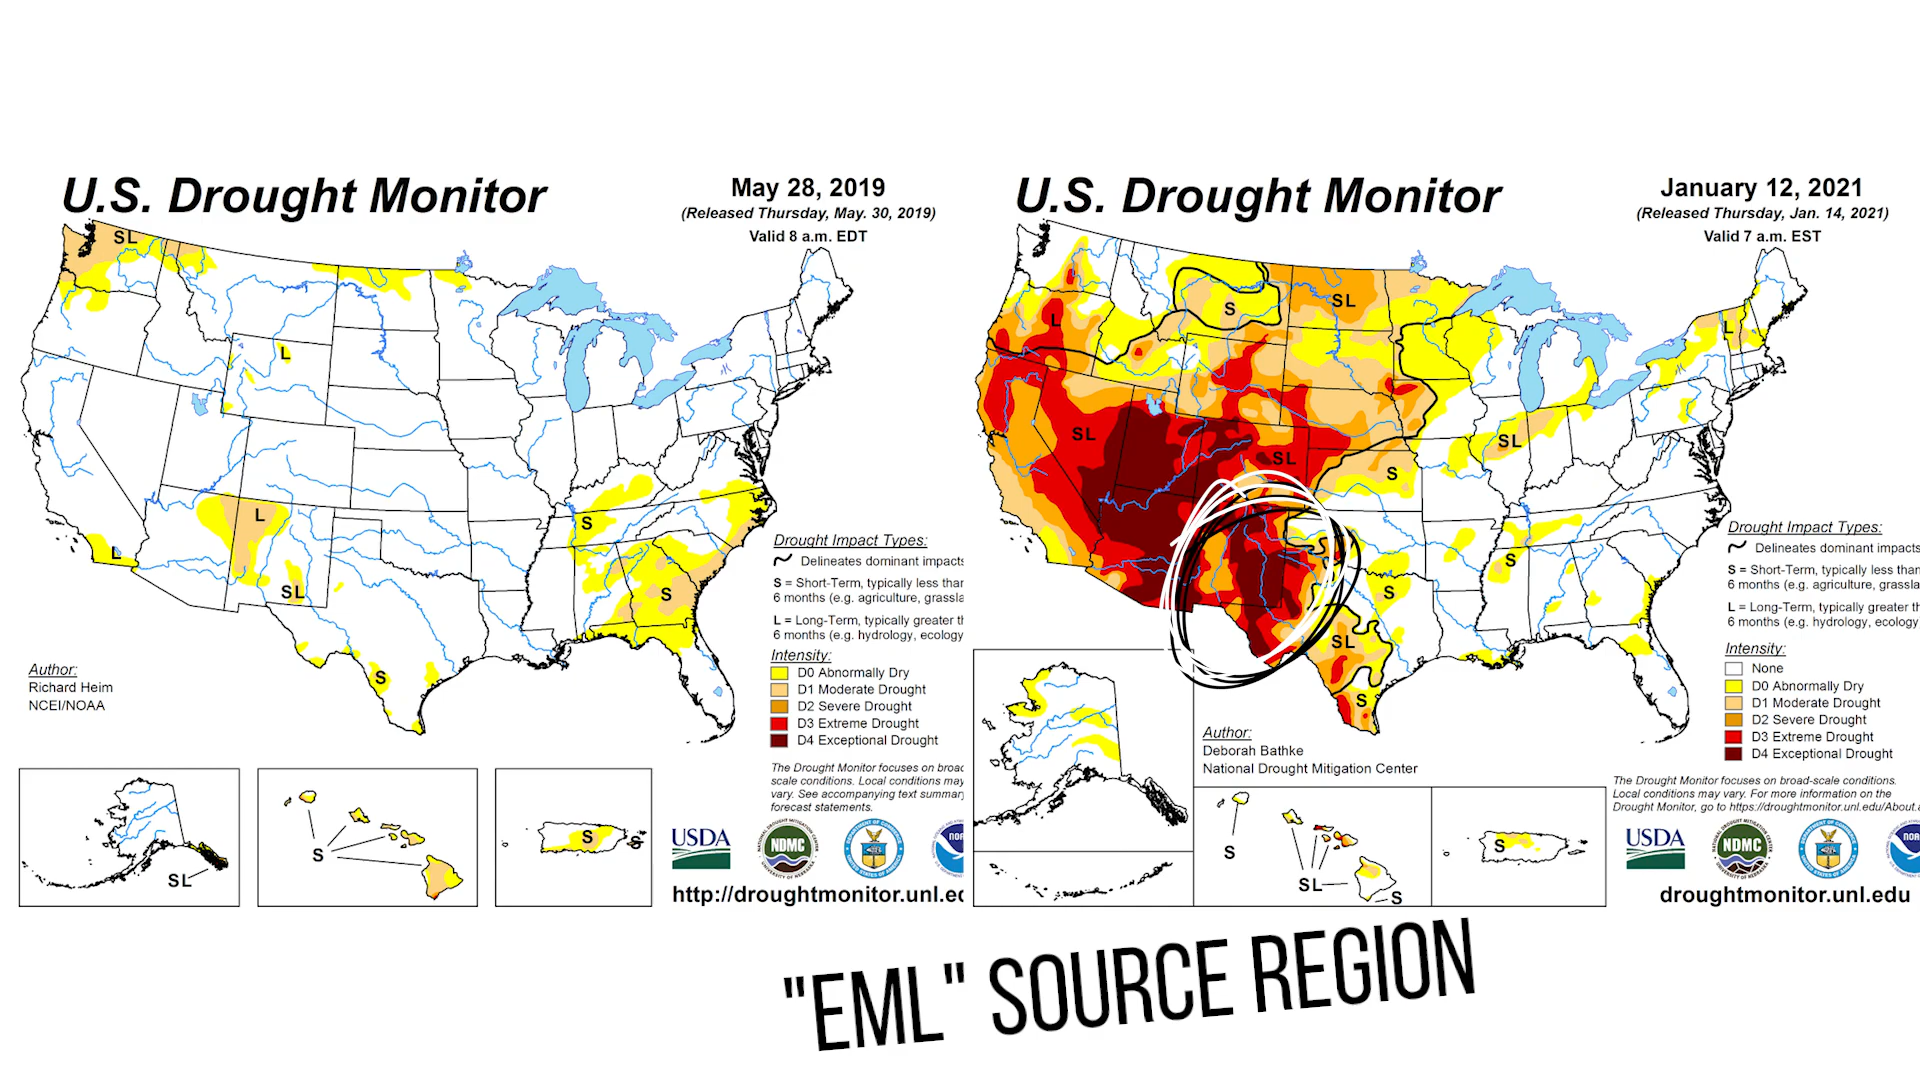 U.S. Drought Monitor
May 28, 2019
(Released Thursday, May. 30, 2019)
Valid 8 a.m. EDT
SL
L
L
L
SL
S
S
S
Drought Impact Types:
Delineates dominant impacts
S = Short-Term, typically less than
6 months (e.g. agriculture, grassla
L = Long-Term, typically greater th
6 months (e.g. hydrology, ecology
Intensity:
D0 Abnormally Dry
D1 Moderate Drought
D2 Severe Drought
D3 Extreme Drought
D4 Exceptional Drought
Author:
Richard Heim
NCEI/NOAA
The Drought Monitor focuses on broad
scale conditions. Local conditions may
vary. See accompanying text summary
forecast statements.
SL
S
S
S
USDA
NDMC
http://droughtmonitor.unl.ec
U.S. Drought Monitor
January 12, 2021
(Released Thursday, Jan. 14, 2021)
Valid 7 a.m. EST
S
SL
L
L
SL
SL
SL
S
S
S
SL
S
Drought Impact Types:
Delineates dominant impacts
S = Short-Term, typically less than
6 months (e.g. agriculture, grassla
L = Long-Term, typically greater th
6 months (e.g. hydrology, ecology
Intensity:
None
D0 Abnormally Dry
D1 Moderate Drought
D2 Severe Drought
D3 Extreme Drought
D4 Exceptional Drought
Author:
Deborah Bathke
National Drought Mitigation Center
The Drought Monitor focuses on broad-scale conditions.
Local conditions may vary. For more information on the
Drought Monitor, go to https://droughtmonitor.unl.edu/About.
S
SL
S
S
USDA
NDMC
droughtmonitor.unl.edu
"EML" SOURCE REGION